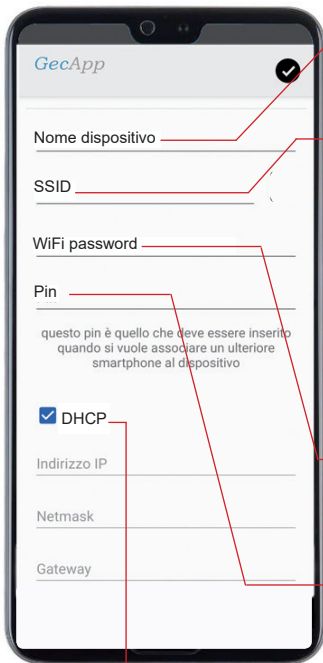 GecApp
Nome dispositivo
SSID
WiFi password
Pin
questo pin è quello che deve essere inserito
quando si vuole associare un ulteriore
smartphone al dispositivo
DHCP
Indirizzo IP
Netmask
Gateway